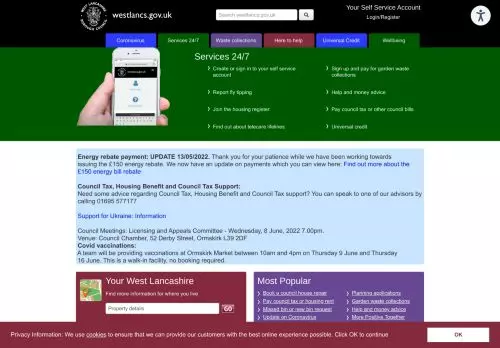 WEST LANCASHIRE
westlancs.gov.uk
Search westlancs.gov.uk
Your Self Service Account
Login/Register
Coronavirus
Services 24/7
Waste collections
Here to help
Universal Credit
Wellbeing
Services 24/7
Create or sign in to your self service
account
Report fly tipping
Join the housing register
Find out about telecare lifelines
Sign up and pay for garden waste
collections
Help and money advice
Pay council tax or other council bills
Universal credit
Energy rebate payment: UPDATE 13/05/2022. Thank you for your patience while we have been working towards
issuing the £150 energy rebate. We now have an update on payments which you can view here: Find out more about the
£150 energy bill rebate
Council Tax, Housing Benefit and Council Tax Support:
Need some advice regarding Council Tax, Housing Benefit and Council Tax support? You can speak to one of our advisors by
calling 01695 577177
Support for Ukraine: Information
Council Meetings: Licensing and Appeals Committee - Wednesday, 8 June, 2022 7.00pm.
Venue: Council Chamber, 52 Derby Street, Ormskirk L39 2DF
Covid vaccinations:
A team will be providing vaccinations at Ormskirk Market between 10am and 4pm on Thursday 9 June and Thursday
16 June. This is a walk-in facility, no booking required.
Your West Lancashire
Find more information for where you live
Property details
GO
Most Popular
Book a council house repair
Pay council tax or housing rent
Missed bin or new bin request
Update on Coronavirus
Planning applications
Garden waste collections
Help and money advice
More Positive Together
Privacy Information: We use cookies to ensure that we can provide our customers with the best online experience possible. Click OK to continue
OK